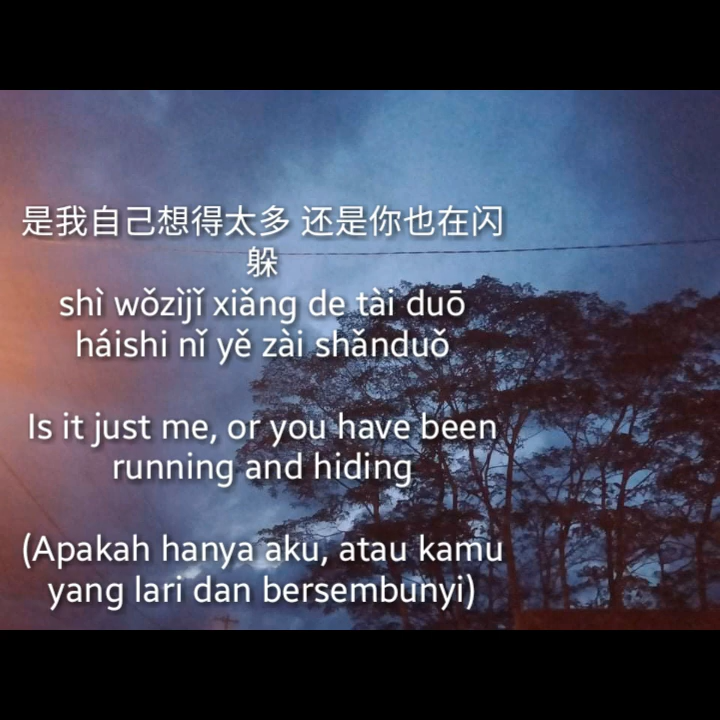 是我自己想得太多 还是你也在闪
躲
shì wǒzìjǐ xiǎng de tài duō
háishi nǐ yě zài shǎnduǒ
Is it just me, or you have been
running and hiding
(Apakah hanya aku, atau kamu
yang lari dan bersembunyi)